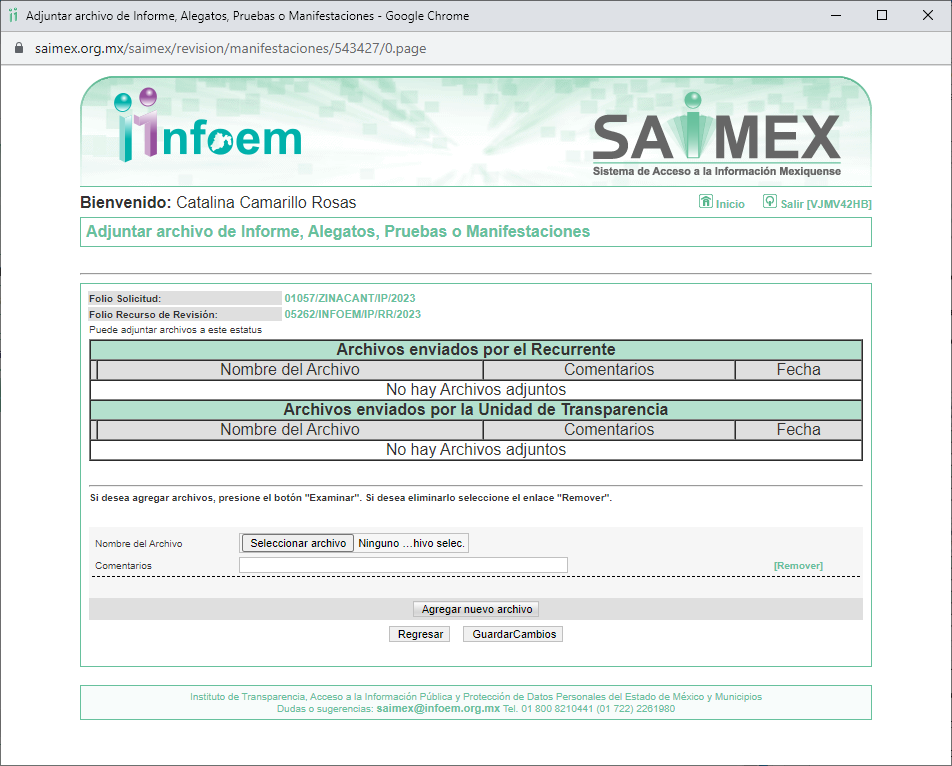 Adjuntar archivo de Informe, Alegatos, Pruebas o Manifestaciones - Google Chrome
saimex.org.mx/saimex/revision/manifestaciones/543427/0.page
infoem
SAIMEX
Sistema de Acceso a la Información Mexiquense
Bienvenido: Catalina Camarillo Rosas Inicio Salir [VJMV42HB]
Adjuntar archivo de Informe, Alegatos, Pruebas o Manifestaciones
Folio Solicitud: 01057/ZINACANT/IP/2023
Folio Recurso de Revisión: 05262/INFOEM/IP/RR/2023
Puede adjuntar archivos a este estatus
Archivos enviados por el Recurrente
Nombre del Archivo Comentarios Fecha
No hay Archivos adjuntos
Archivos enviados por la Unidad de Transparencia
Nombre del Archivo Comentarios Fecha
No hay Archivos adjuntos
Si desea agregar archivos, presione el botón "Examinar". Si desea eliminarlo seleccione el enlace "Remover".
Nombre del Archivo Seleccionar archivo Ninguno ...hivo selec.
Comentarios [Remover]
Agregar nuevo archivo
Regresar GuardarCambios
Instituto de Transparencia, Acceso a la Información Pública y Protección de Datos Personales del Estado de México y Municipios
Dudas o sugerencias: saimex@infoem.org.mx Tel. 01 800 8210441 (01 722) 2261980